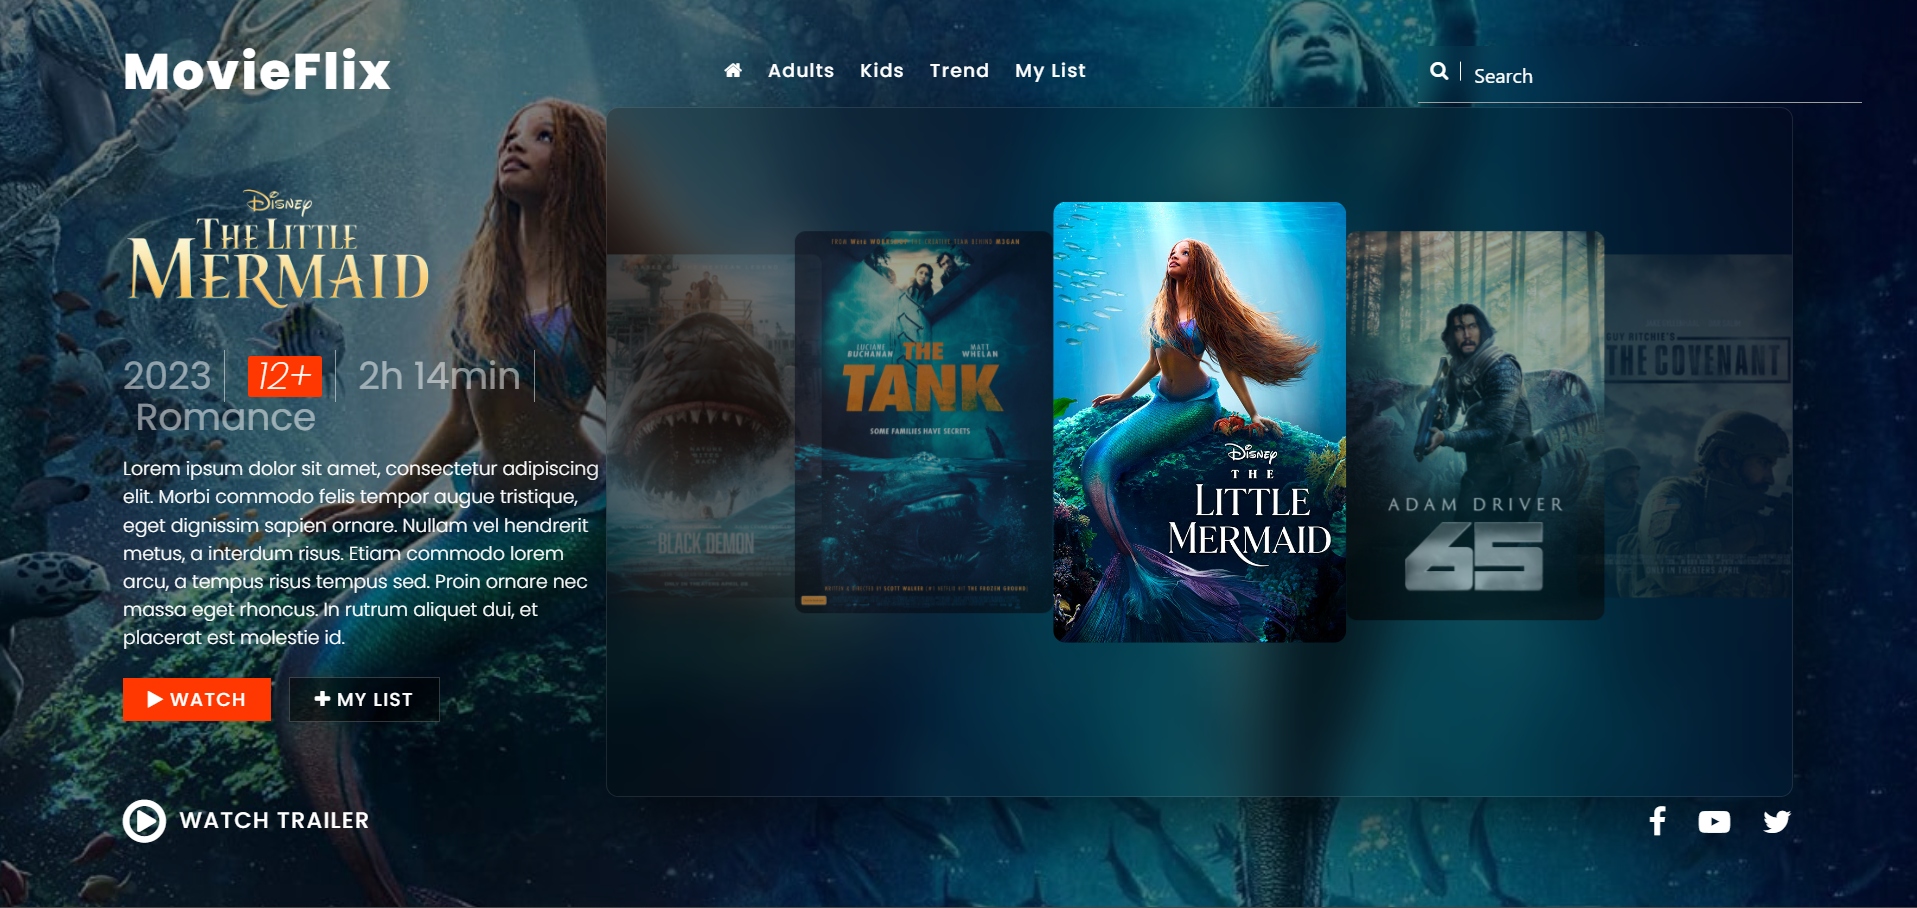 MovieFlix
Adults Kids Trend My List
Search
Disney
THE LITTLE
MERMAID
2023 12+ 2h 14min
Romance
Lorem ipsum dolor sit amet, consectetur adipiscing
elit. Morbi commodo felis tempor augue tristique,
eget dignissim sapien ornare. Nullam vel hendrerit
metus, a interdum risus. Etiam commodo lorem
arcu, a tempus risus tempus sed. Proin ornare nec
massa eget rhoncus. In rutrum aliquet dui, et
placerat est molestie id.
WATCH
MY LIST
WATCH TRAILER
BLACK DEMON
LUCIANE
BUCHANAN
MATT
WHELAN
THE
TANK
SOME FAMILIES HAVE SECRETS
Disney
THE
LITTLE
MERMAID
ADAM DRIVER
65
GUY RITCHIE'S
THE COVENANT